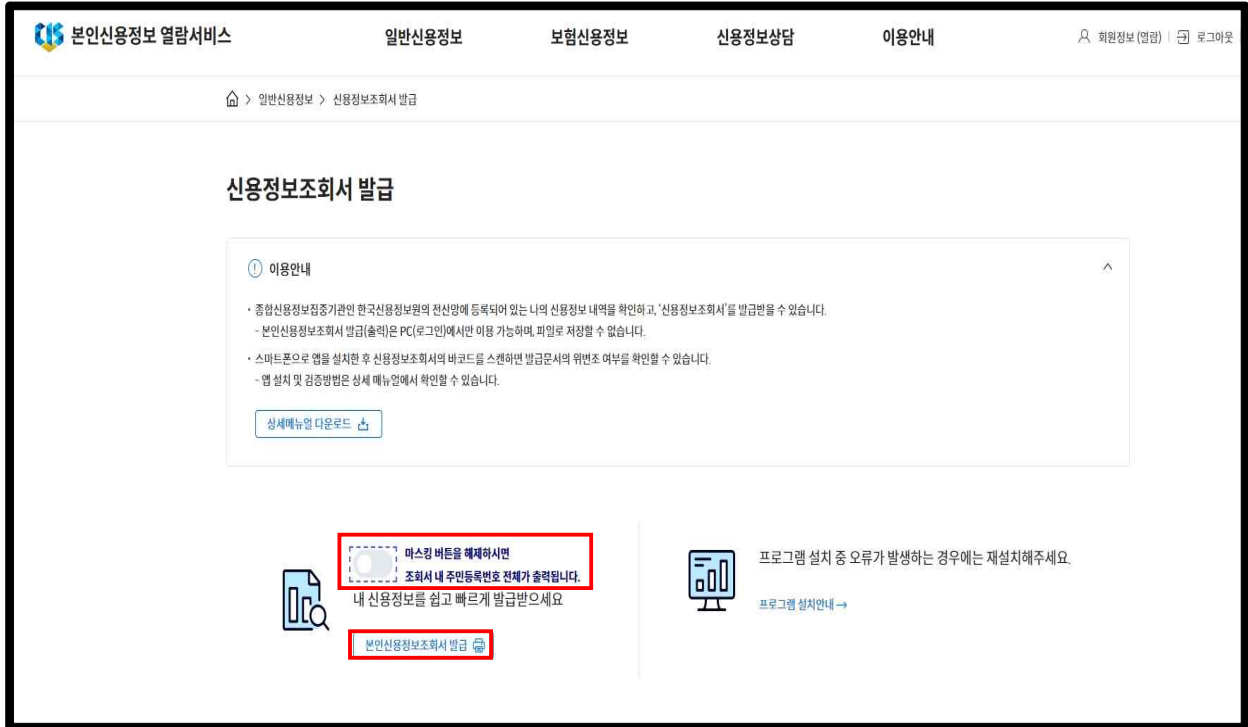 CIS 본인신용정보 열람서비스
일반신용정보
보험신용정보
신용정보상담
이용안내
회원정보 (열람)
로그아웃
> 일반신용정보 > 신용정보조회서 발급
신용정보조회서 발급
이용안내
· 종합신용정보집중기관인 한국신용정보원의 전산망에 등록되어 있는 나의 신용정보 내역을 확인하고, '신용정보조회서'를 발급받을 수 있습니다.
- 본인신용정보조회서 발급(출력)은 PC(로그인)에서만 이용 가능하며, 파일로 저장할 수 없습니다.
· 스마트폰으로 앱을 설치한 후 신용정보조회서의 바코드를 스캔하면 발급문서의 위변조 여부를 확인할 수 있습니다.
- 앱 설치 및 검증방법은 상세 매뉴얼에서 확인할 수 있습니다.
상세메뉴얼 다운로드
마스킹 버튼을 해제하시면
조회서 내 주민등록번호 전체가 출력됩니다.
내 신용정보를 쉽고 빠르게 발급받으세요
본인신용정보조회서 발급
프로그램 설치 중 오류가 발생하는 경우에는 재설치해주세요.
프로그램 설치안내 →